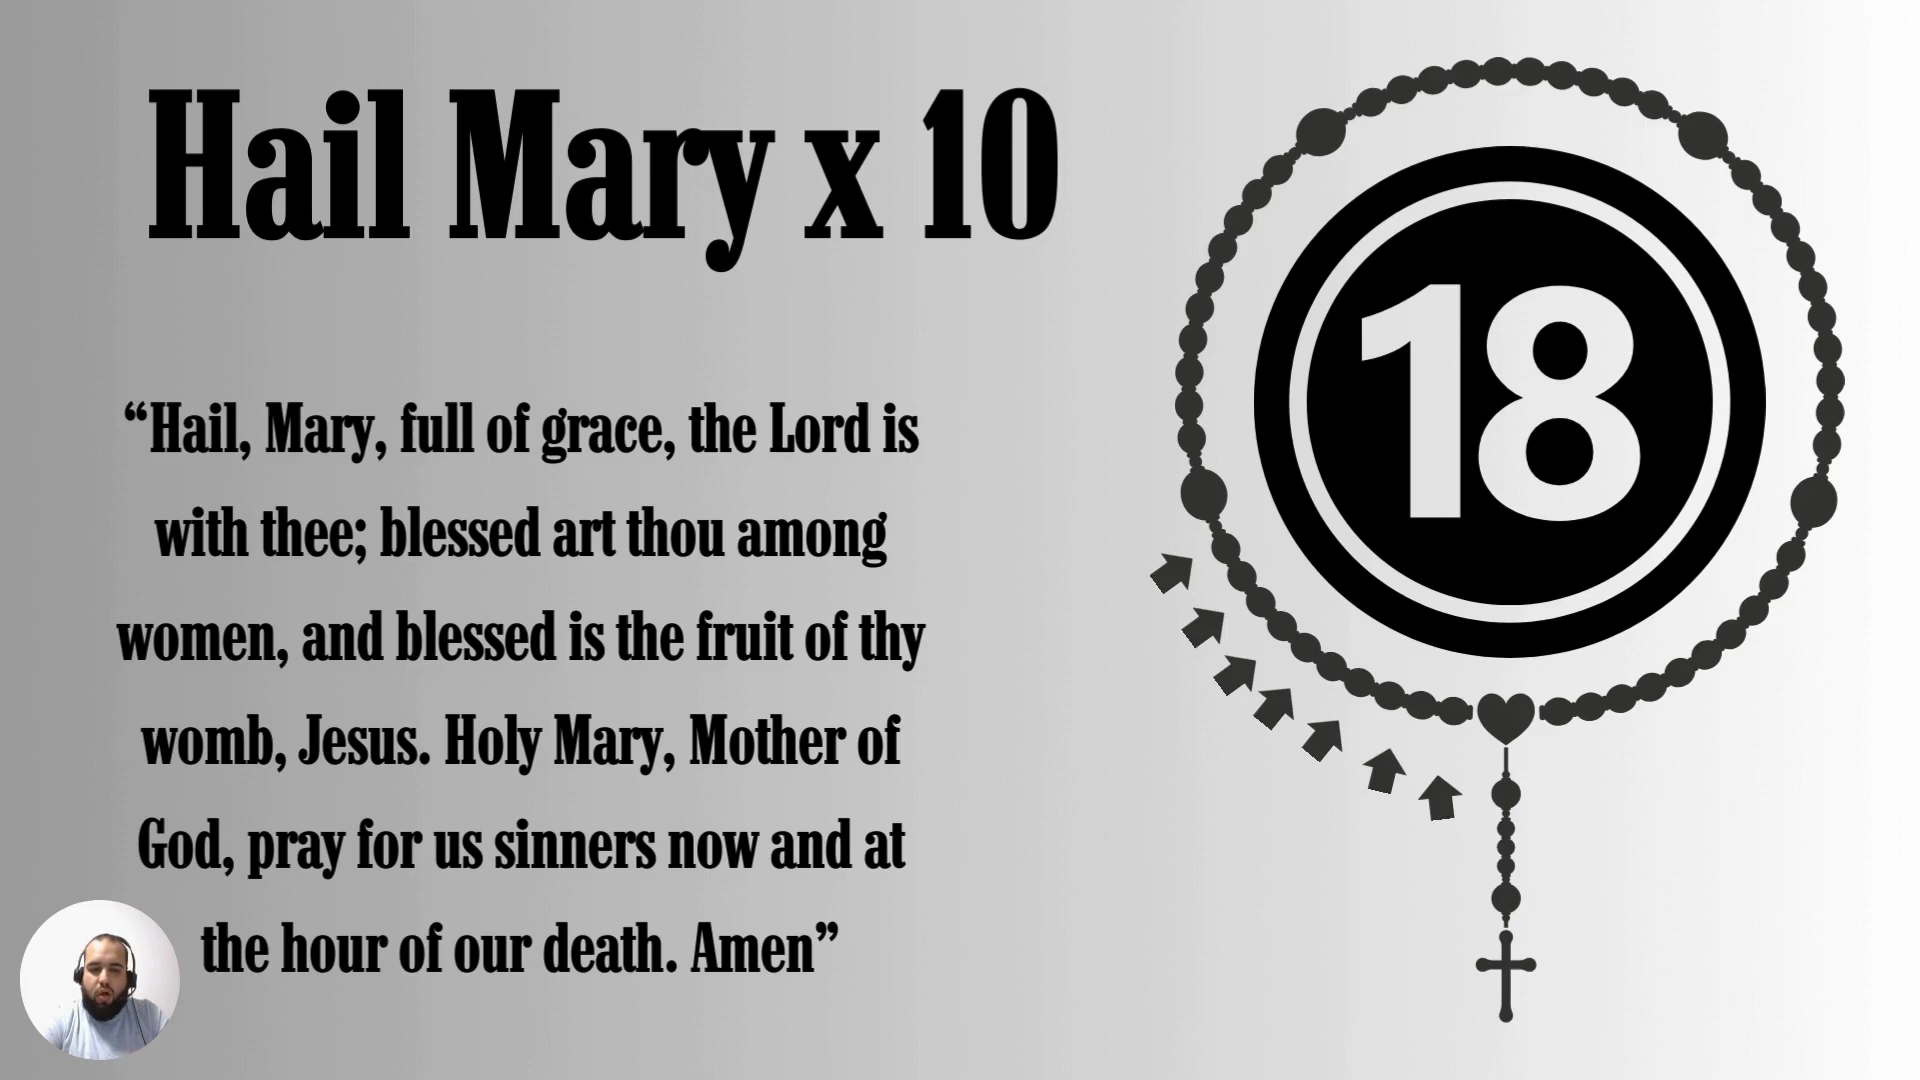 Hail Mary x 10
18
“Hail, Mary, full of grace, the Lord is
with thee; blessed art thou among
women, and blessed is the fruit of thy
womb, Jesus. Holy Mary, Mother of
God, pray for us sinners now and at
the hour of our death. Amen”